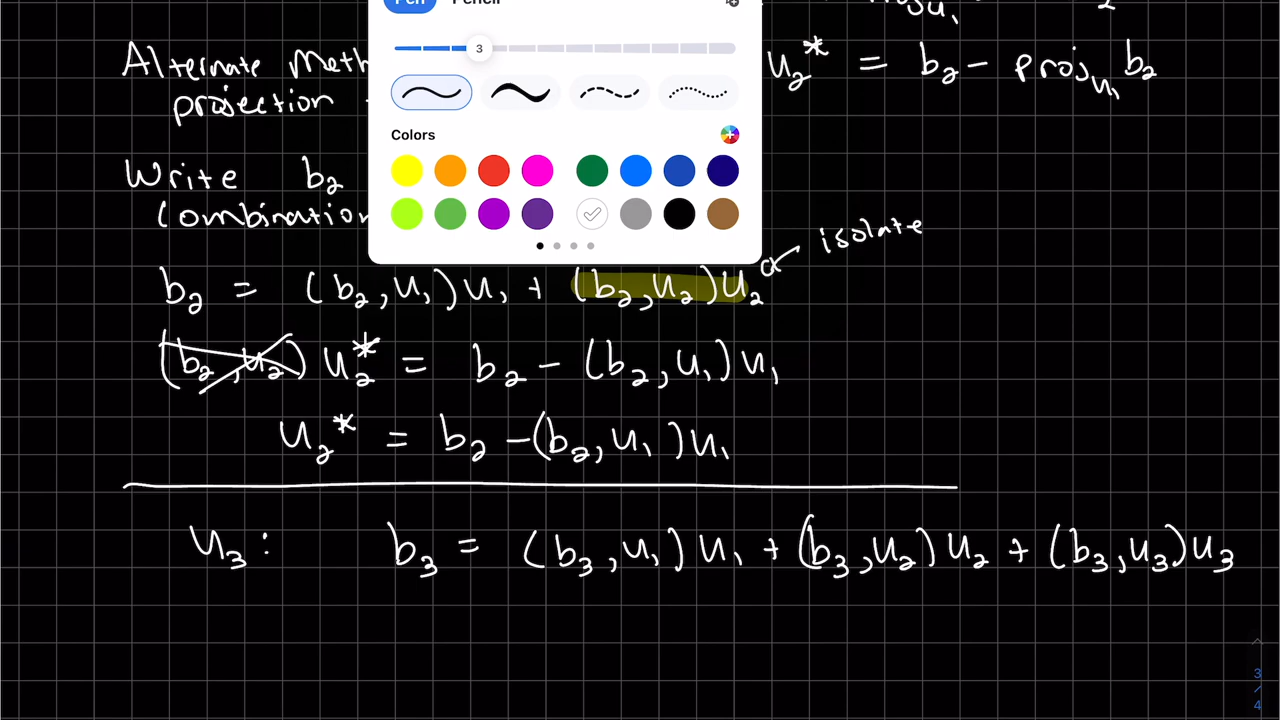 Pen Pencil
3
Alternate
projection
u₂* = b₂ - proj_u₁ b₂
Colors
Write b₂
Combination
isolate
b₂ = (b₂, u₁)u₁ + (b₂, u₂)u₂
(b₂, u₂) u₂* = b₂ - (b₂, u₁)u₁
u₂* = b₂ - (b₂, u₁)u₁
u₃: b₃ = (b₃, u₁)u₁ + (b₃, u₂)u₂ + (b₃, u₃)u₃
3
/
4